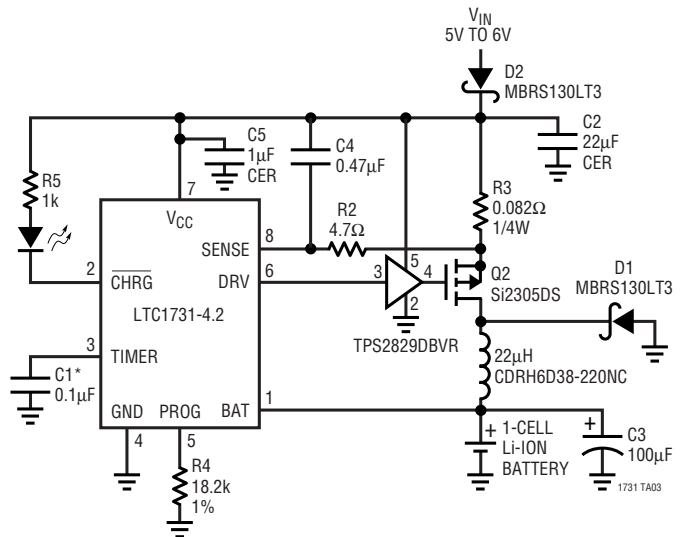 VIN
5V TO 6V
D2
MBRS130LT3
C5
1µF
CER
C4
0.47µF
C2
22µF
CER
R5
1k
7
VCC
R3
0.082Ω
1/4W
R2
4.7Ω
SENSE
8
2
CHRG
DRV
6
3
5
4
2
Q2
Si2305DS
D1
MBRS130LT3
LTC1731-4.2
TPS2829DBVR
3
TIMER
C1*
0.1µF
22µH
CDRH6D38-220NC
GND
PROG
BAT
1
4
5
+
1-CELL
Li-ION
BATTERY
+
C3
100µF
R4
18.2k
1%
1731 TA03